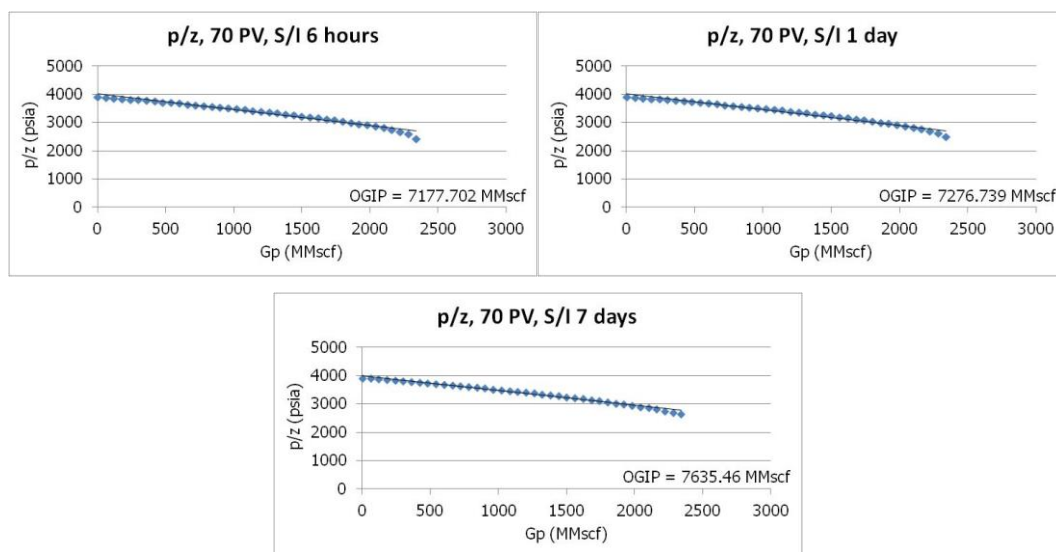 p/z, 70 PV, S/I 6 hours
5000
4000
3000
2000
1000
0
p/z (psia)
OGIP = 7177.702 MMscf
0 500 1000 1500 2000 2500 3000
Gp (MMscf)
p/z, 70 PV, S/I 1 day
5000
4000
3000
2000
1000
0
p/z (psia)
OGIP = 7276.739 MMscf
0 500 1000 1500 2000 2500 3000
Gp (MMscf)
p/z, 70 PV, S/I 7 days
5000
4000
3000
2000
1000
0
p/z (psia)
OGIP = 7635.46 MMscf
0 500 1000 1500 2000 2500 3000
Gp (MMscf)